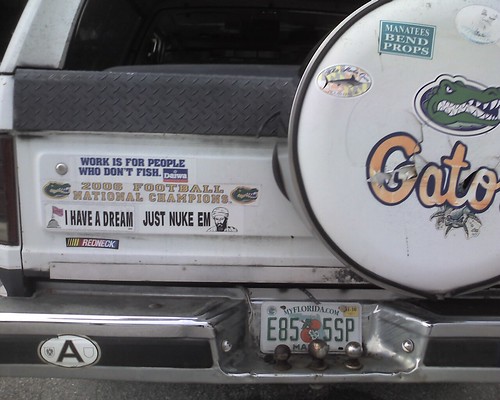 MANATEES
BEND
PROPS
Gato
WORK IS FOR PEOPLE
WHO DON'T FISH. Daiwa
2006 FOOTBALL
NATIONAL CHAMPIONS.
I HAVE A DREAM JUST NUKE EM
REDNECK
MYFLORIDA.COM
E85 5SP
A